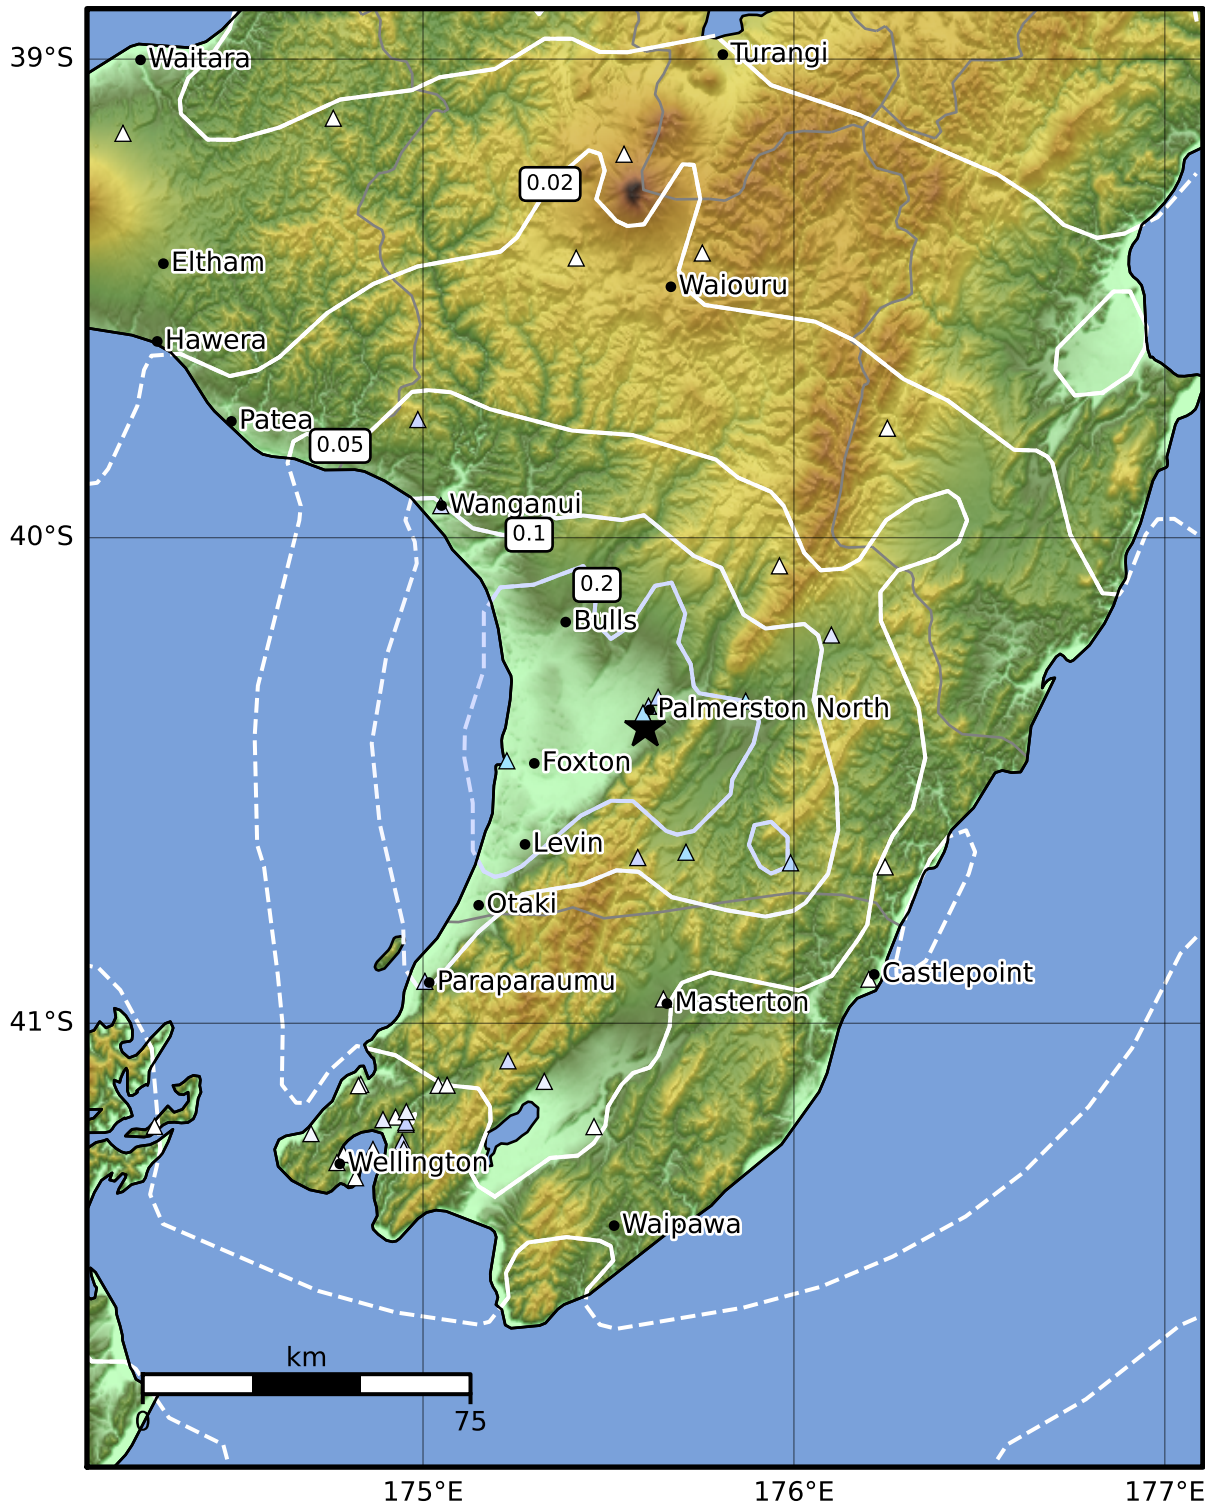 39°S
Waitara
Turangi
0.02
Eltham
Waiouru
Hawera
Patea
0.05
Wanganui
40°S
0.1
0.2
Bulls
Palmerston North
Foxton
Levin
Otaki
Paraparaumu
Castlepoint
Masterton
41°S
Wellington
Waipawa
km
0
75
175°E
176°E
177°E